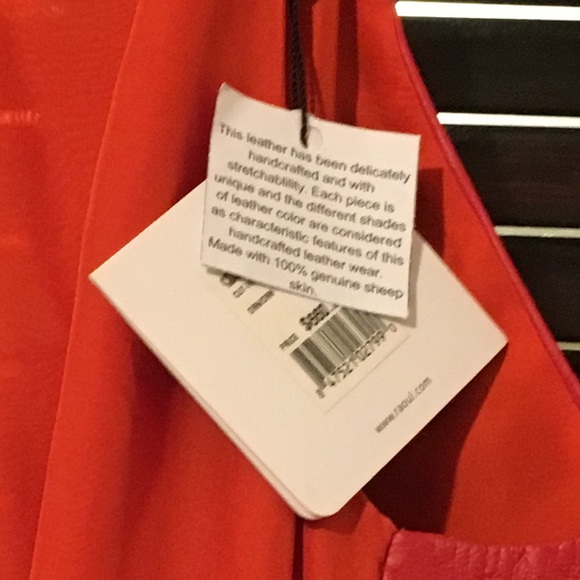 This leather has been delicately
handcrafted and with
stretchability. Each piece is
unique and the different shades
of leather color are considered
as characteristic features of this
handcrafted leather wear.
Made with 100% genuine sheep
skin.
PRICE
www.raoul.com